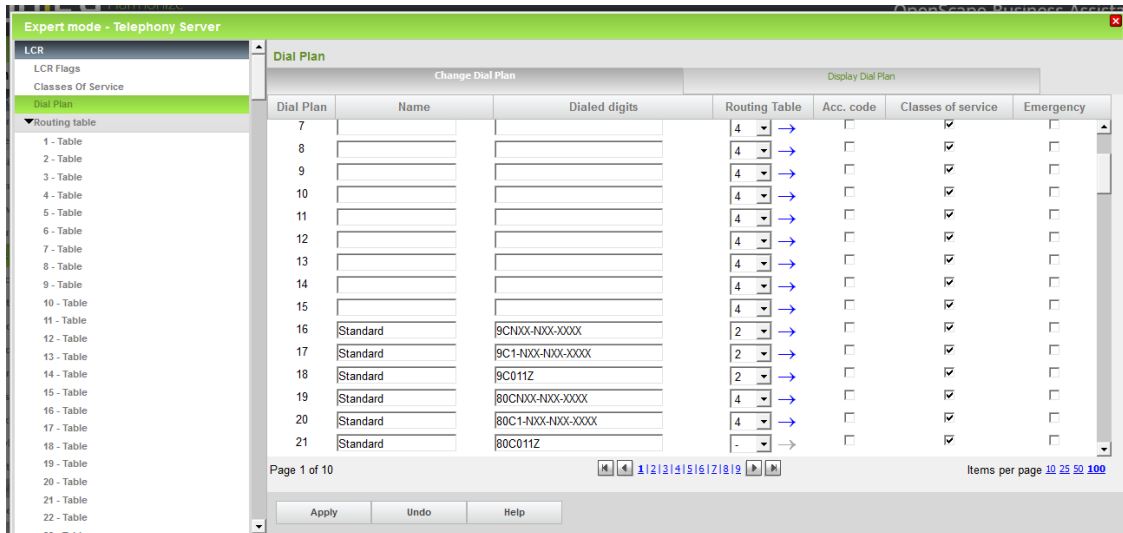 Harmonize
OpenScape Business Assista
Expert mode - Telephony Server
LCR
LCR Flags
Classes Of Service
Dial Plan
Routing table
1 - Table
2 - Table
3 - Table
4 - Table
5 - Table
6 - Table
7 - Table
8 - Table
9 - Table
10 - Table
11 - Table
12 - Table
13 - Table
14 - Table
15 - Table
16 - Table
17 - Table
18 - Table
19 - Table
20 - Table
21 - Table
22 - Table
Dial Plan
Change Dial Plan Display Dial Plan
Dial Plan Name Dialed digits Routing Table Acc. code Classes of service Emergency
7 4
8 4
9 4
10 4
11 4
12 4
13 4
14 4
15 4
16 Standard 9CNXX-NXX-XXXX 2
17 Standard 9C1-NXX-NXX-XXXX 2
18 Standard 9C011Z 2
19 Standard 80CNXX-NXX-XXXX 4
20 Standard 80C1-NXX-NXX-XXXX 4
21 Standard 80C011Z -
Page 1 of 10 1|2|3|4|5|6|7|8|9 Items per page 10 25 50 100
Apply Undo Help